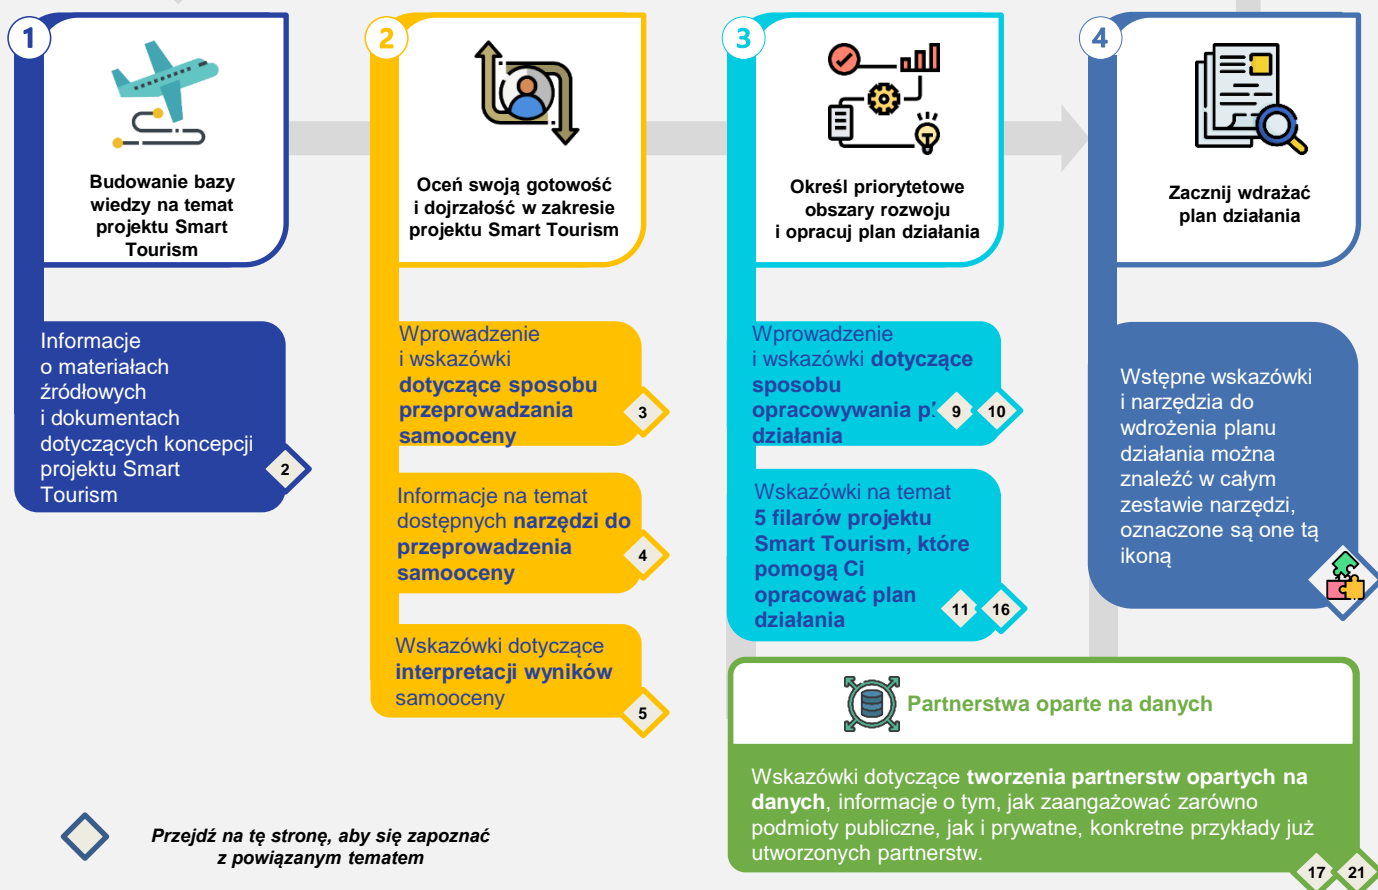 1
Budowanie bazy
wiedzy na temat
projektu Smart
Tourism
Informacje
o materiałach
źródłowych
i dokumentach
dotyczących koncepcji
projektu Smart
Tourism
2
2
Oceń swoją gotowość
i dojrzałość w zakresie
projektu Smart Tourism
Wprowadzenie
i wskazówki
dotyczące sposobu
przeprowadzania
samooceny
3
Informacje na temat
dostępnych narzędzi do
przeprowadzenia
samooceny
4
Wskazówki dotyczące
interpretacji wyników
samooceny
5
3
Określ priorytetowe
obszary rozwoju
i opracuj plan działania
Wprowadzenie
i wskazówki dotyczące
sposobu
opracowywania
działania
9 10
Wskazówki na temat
5 filarów projektu
Smart Tourism, które
pomogą Ci
opracować plan
działania
11 16
4
Zacznij wdrażać
plan działania
Wstępne wskazówki
i narzędzia do
wdrożenia planu
działania można
znaleźć w całym
zestawie narzędzi,
oznaczone są one tą
ikoną
Partnerstwa oparte na danych
Wskazówki dotyczące tworzenia partnerstw opartych na
danych, informacje o tym, jak zaangażować zarówno
podmioty publiczne, jak i prywatne, konkretne przykłady już
utworzonych partnerstw.
17 21
Przejdź na tę stronę, aby się zapoznać
z powiązanym tematem